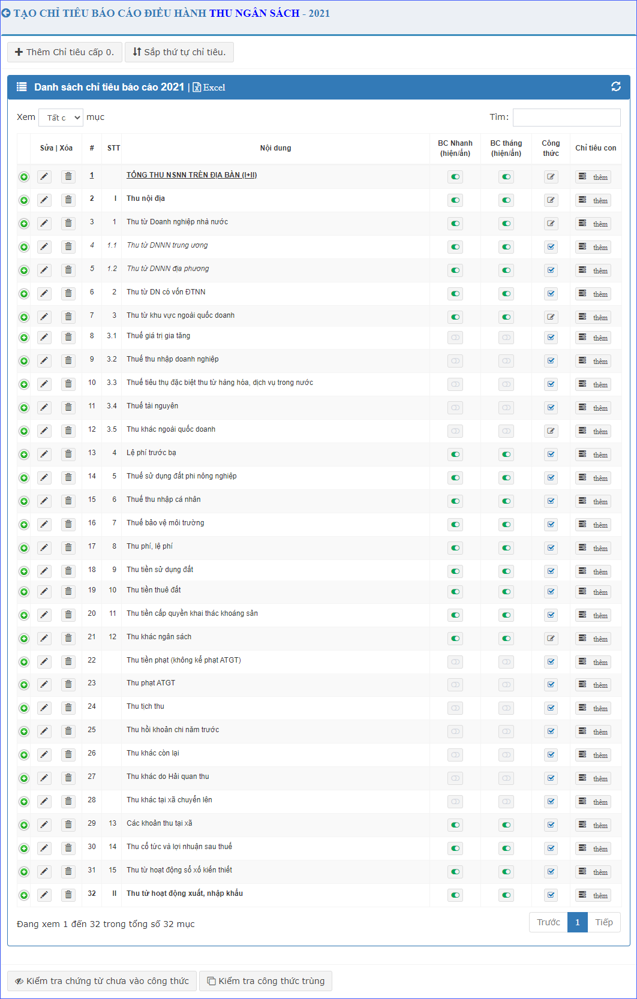 TẠO CHỈ TIÊU BÁO CÁO ĐIỀU HÀNH THU NGÂN SÁCH - 2021
Thêm Chỉ tiêu cấp 0. Sắp thứ tự chỉ tiêu.
Danh sách chỉ tiêu báo cáo 2021 | Excel
Xem Tất c mục Tìm:
Sửa | Xóa # STT Nội dung BC Nhanh (hiện/ẩn) BC tháng (hiện/ẩn) Công thức Chỉ tiêu con
1 TỔNG THU NSNN TRÊN ĐỊA BÀN (I+II) thêm
2 I Thu nội địa thêm
3 1 Thu từ Doanh nghiệp nhà nước thêm
4 1.1 Thu từ DNNN trung ương thêm
5 1.2 Thu từ DNNN địa phương thêm
6 2 Thu từ DN có vốn ĐTNN thêm
7 3 Thu từ khu vực ngoài quốc doanh thêm
8 3.1 Thuế giá trị gia tăng thêm
9 3.2 Thuế thu nhập doanh nghiệp thêm
10 3.3 Thuế tiêu thụ đặc biệt thu từ hàng hóa, dịch vụ trong nước thêm
11 3.4 Thuế tài nguyên thêm
12 3.5 Thu khác ngoài quốc doanh thêm
13 4 Lệ phí trước bạ thêm
14 5 Thuế sử dụng đất phi nông nghiệp thêm
15 6 Thuế thu nhập cá nhân thêm
16 7 Thuế bảo vệ môi trường thêm
17 8 Thu phí, lệ phí thêm
18 9 Thu tiền sử dụng đất thêm
19 10 Thu tiền thuê đất thêm
20 11 Thu tiền cấp quyền khai thác khoáng sản thêm
21 12 Thu khác ngân sách thêm
22 Thu tiền phạt (không kể phạt ATGT) thêm
23 Thu phạt ATGT thêm
24 Thu tịch thu thêm
25 Thu hồi khoản chi năm trước thêm
26 Thu khác còn lại thêm
27 Thu khác do Hải quan thu thêm
28 Thu khác tại xã chuyển lên thêm
29 13 Các khoản thu tại xã thêm
30 14 Thu cổ tức và lợi nhuận sau thuế thêm
31 15 Thu từ hoạt động sổ xố kiến thiết thêm
32 II Thu từ hoạt động xuất, nhập khẩu thêm
Đang xem 1 đến 32 trong tổng số 32 mục Trước 1 Tiếp
Kiểm tra chứng từ chưa vào công thức Kiểm tra công thức trùng